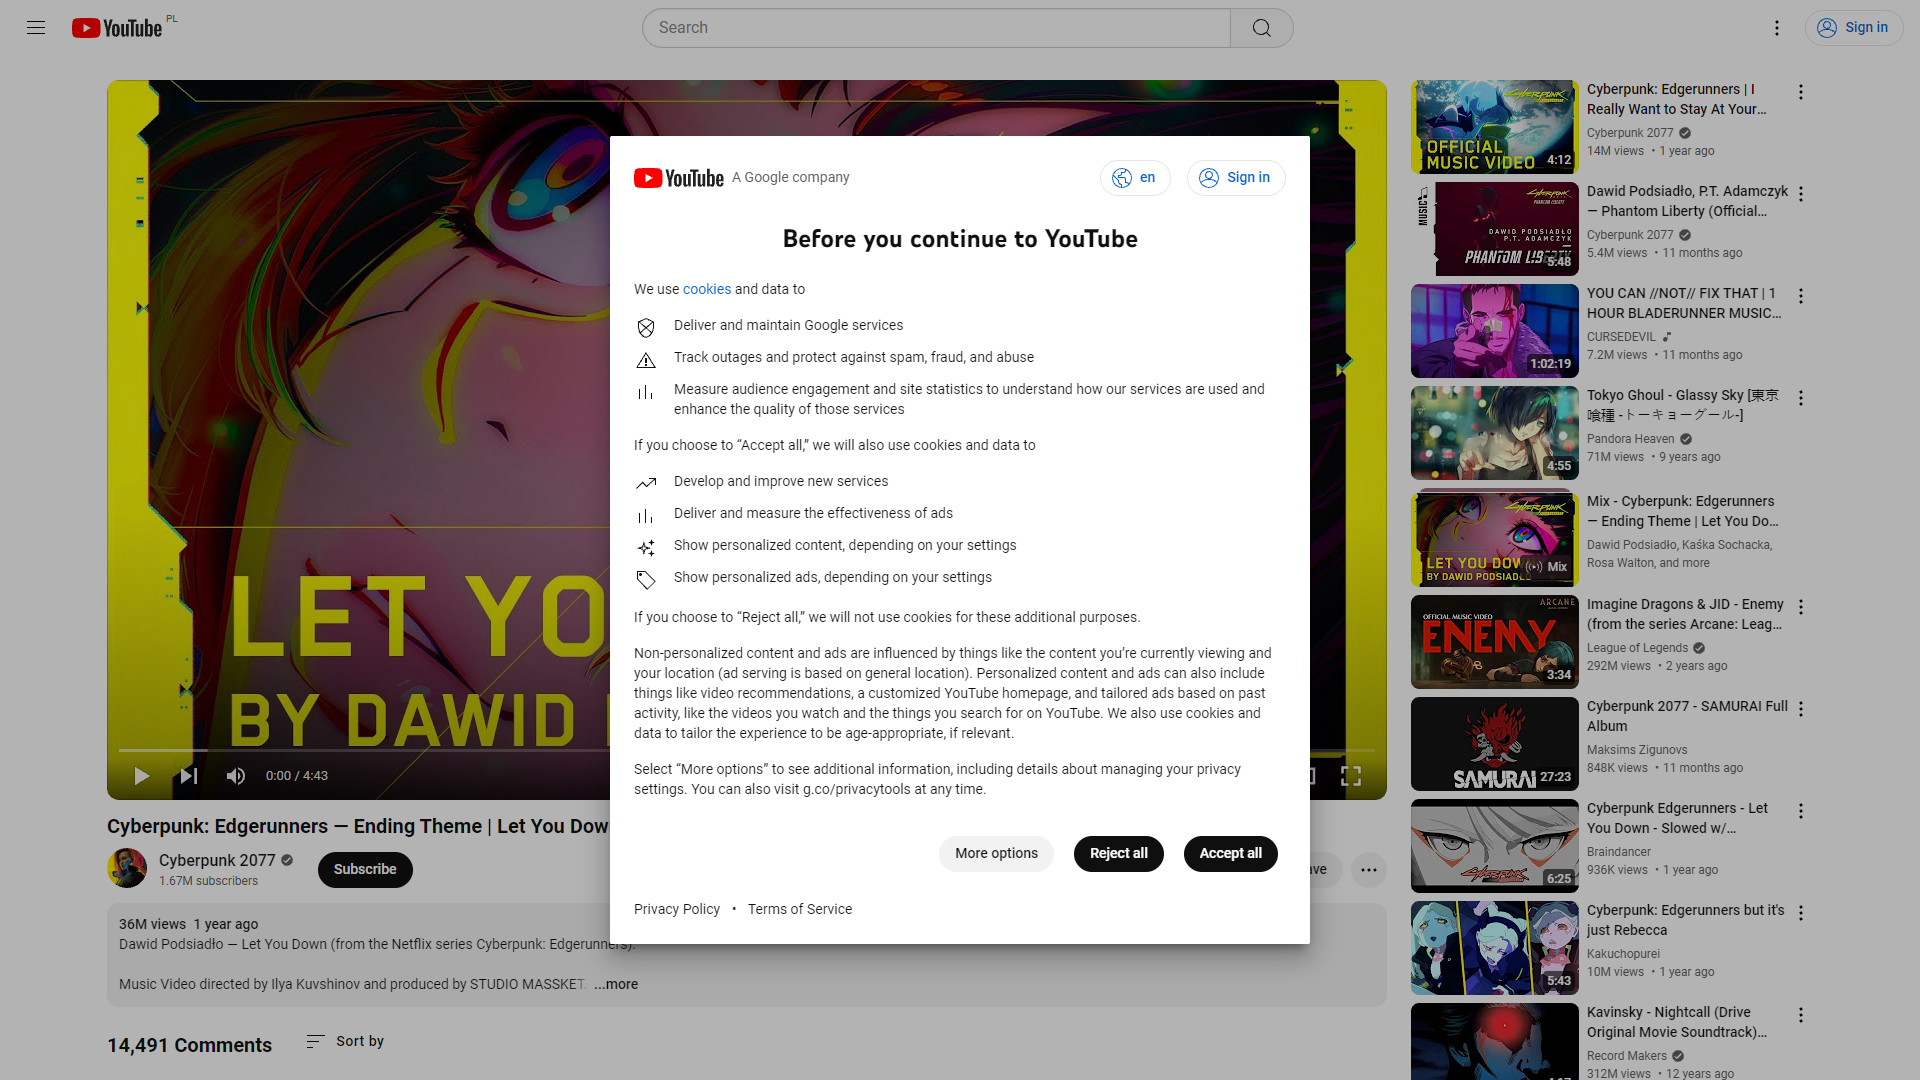 YouTube PL
Search
Sign in
LET YO
BY DAWID
0:00 / 4:43
Cyberpunk: Edgerunners — Ending Theme | Let You Dow
Cyberpunk 2077
1.67M subscribers
Subscribe
ave
36M views 1 year ago
Dawid Podsiadło — Let You Down (from the Netflix series Cyberpunk: Edgerunners).
Music Video directed by Ilya Kuvshinov and produced by STUDIO MASSKET. ...more
14,491 Comments
Sort by
YouTube A Google company
en
Sign in
Before you continue to YouTube
We use cookies and data to
Deliver and maintain Google services
Track outages and protect against spam, fraud, and abuse
Measure audience engagement and site statistics to understand how our services are used and
enhance the quality of those services
If you choose to “Accept all,” we will also use cookies and data to
Develop and improve new services
Deliver and measure the effectiveness of ads
Show personalized content, depending on your settings
Show personalized ads, depending on your settings
If you choose to “Reject all,” we will not use cookies for these additional purposes.
Non-personalized content and ads are influenced by things like the content you’re currently viewing and
your location (ad serving is based on general location). Personalized content and ads can also include
things like video recommendations, a customized YouTube homepage, and tailored ads based on past
activity, like the videos you watch and the things you search for on YouTube. We also use cookies and
data to tailor the experience to be age-appropriate, if relevant.
Select “More options” to see additional information, including details about managing your privacy
settings. You can also visit g.co/privacytools at any time.
More options
Reject all
Accept all
Privacy Policy • Terms of Service
CYBERPUNK
OFFICIAL
MUSIC VIDEO
4:12
Cyberpunk: Edgerunners | I
Really Want to Stay At Your...
Cyberpunk 2077
14M views • 1 year ago
MUSIC
CYBERPUNK
PHANTOM LIBERTY
DAWID PODSIADŁO
P.T. ADAMCZYK
PHANTOM LIB
5:48
Dawid Podsiadło, P.T. Adamczyk
— Phantom Liberty (Official...
Cyberpunk 2077
5.4M views • 11 months ago
1:02:19
YOU CAN //NOT// FIX THAT | 1
HOUR BLADERUNNER MUSIC...
CURSEDEVIL
7.2M views • 11 months ago
4:55
Tokyo Ghoul - Glassy Sky [東京
喰種 -トーキョーグール-]
Pandora Heaven
71M views • 9 years ago
CYBERPUNK
LET YOU DOW
BY DAWID PODSIADŁ
Mix
Mix - Cyberpunk: Edgerunners
— Ending Theme | Let You Do...
Dawid Podsiadło, Kaśka Sochacka,
Rosa Walton, and more
ARCANE
OFFICIAL MUSIC VIDEO
ENEMY
3:34
Imagine Dragons & JID - Enemy
(from the series Arcane: Leag...
League of Legends
292M views • 2 years ago
SAMURAI
27:23
Cyberpunk 2077 - SAMURAI Full
Album
Maksims Zigunovs
848K views • 11 months ago
CYBERPUNK
6:25
Cyberpunk Edgerunners - Let
You Down - Slowed w/...
Braindancer
936K views • 1 year ago
5:43
Cyberpunk: Edgerunners but it's
just Rebecca
Kakuchopurei
10M views • 1 year ago
Kavinsky - Nightcall (Drive
Original Movie Soundtrack)...
Record Makers
312M views • 12 years ago